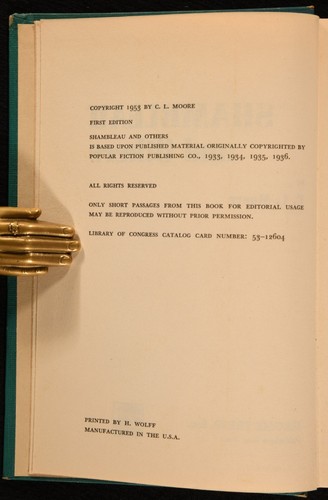 COPYRIGHT 1953 BY C. L. MOORE
FIRST EDITION
SHAMBLEAU AND OTHERS
IS BASED UPON PUBLISHED MATERIAL ORIGINALLY COPYRIGHTED BY
POPULAR FICTION PUBLISHING CO., 1933, 1934, 1935, 1936.
ALL RIGHTS RESERVED
ONLY SHORT PASSAGES FROM THIS BOOK FOR EDITORIAL USAGE
MAY BE REPRODUCED WITHOUT PRIOR PERMISSION.
LIBRARY OF CONGRESS CATALOG CARD NUMBER: 53-12604
PRINTED BY H. WOLFF
MANUFACTURED IN THE U.S.A.